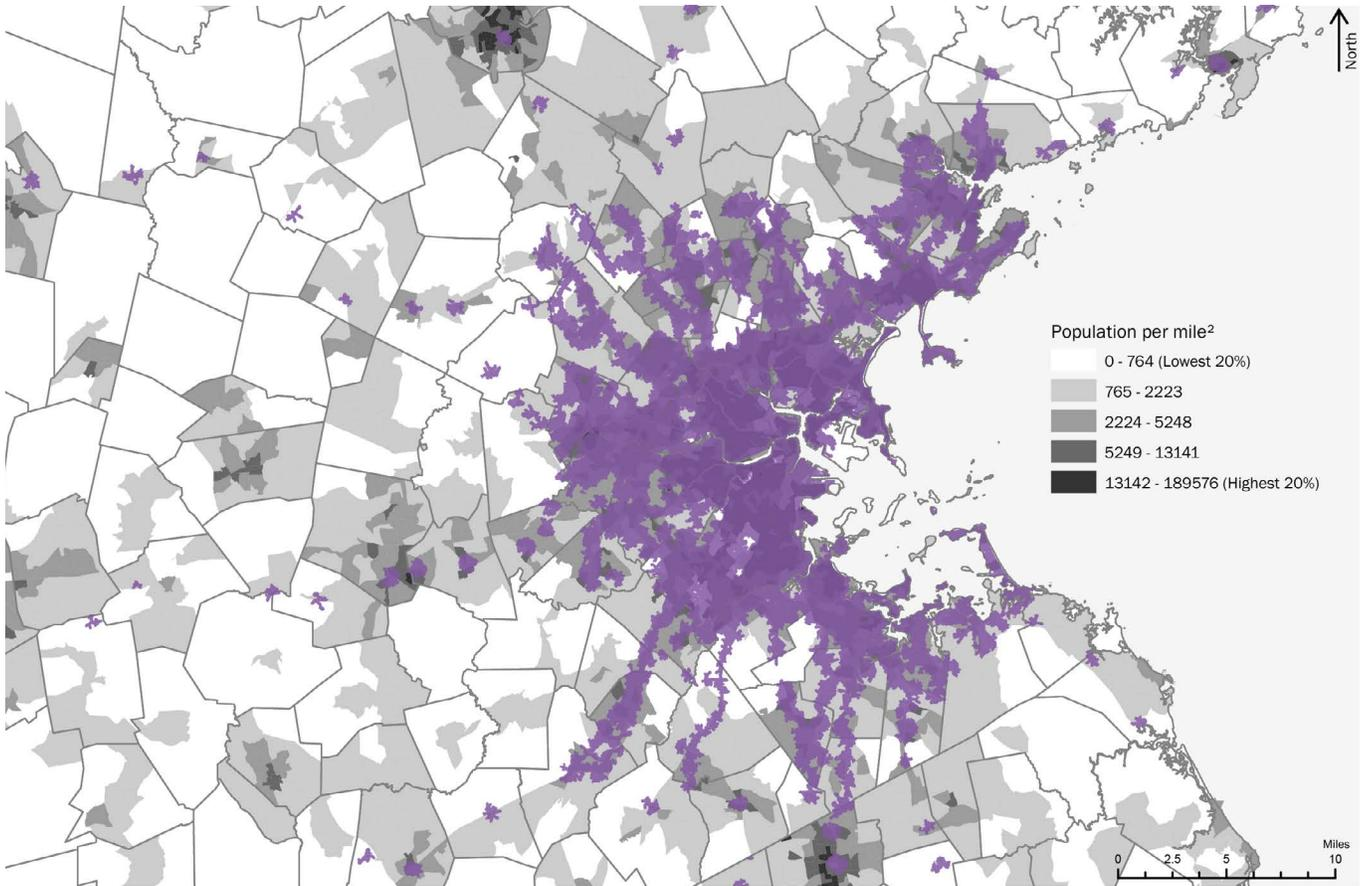 North
Population per mile²
0 - 764 (Lowest 20%)
765 - 2223
2224 - 5248
5249 - 13141
13142 - 189576 (Highest 20%)
Miles
0 2.5 5 10